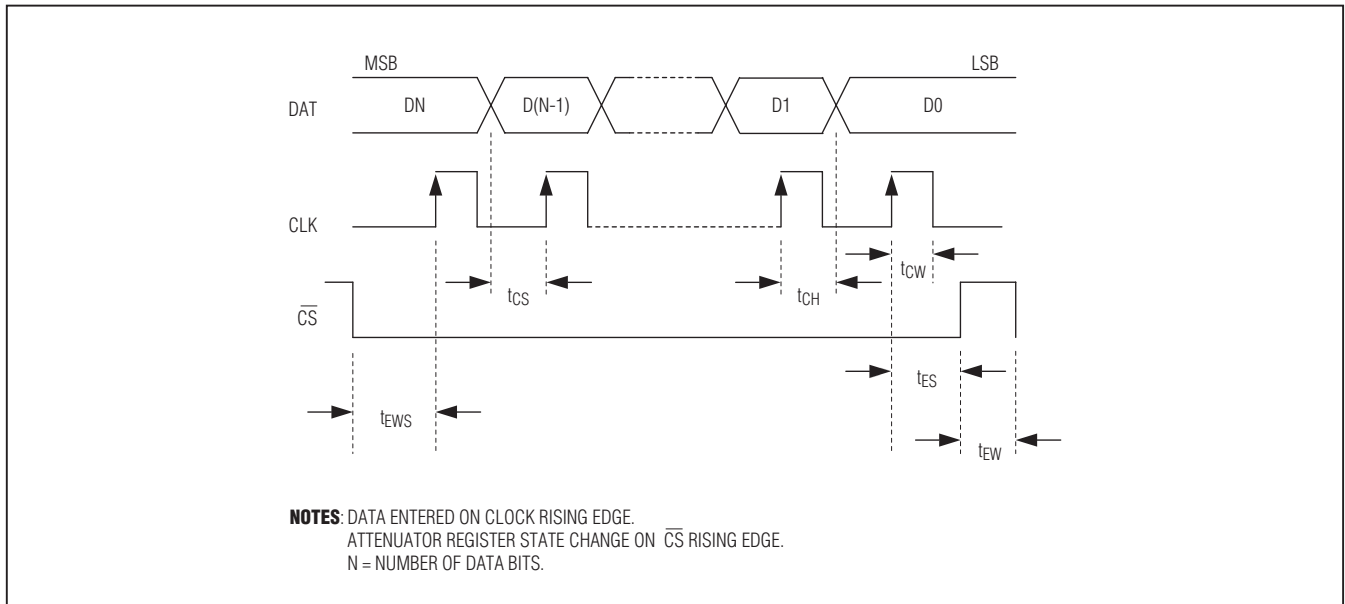 MSB LSB
DAT DN D(N-1) D1 D0
CLK
tCW
tCS tCH
CS
tES
tEWS
tEW
NOTES: DATA ENTERED ON CLOCK RISING EDGE.
ATTENUATOR REGISTER STATE CHANGE ON CS RISING EDGE.
N = NUMBER OF DATA BITS.